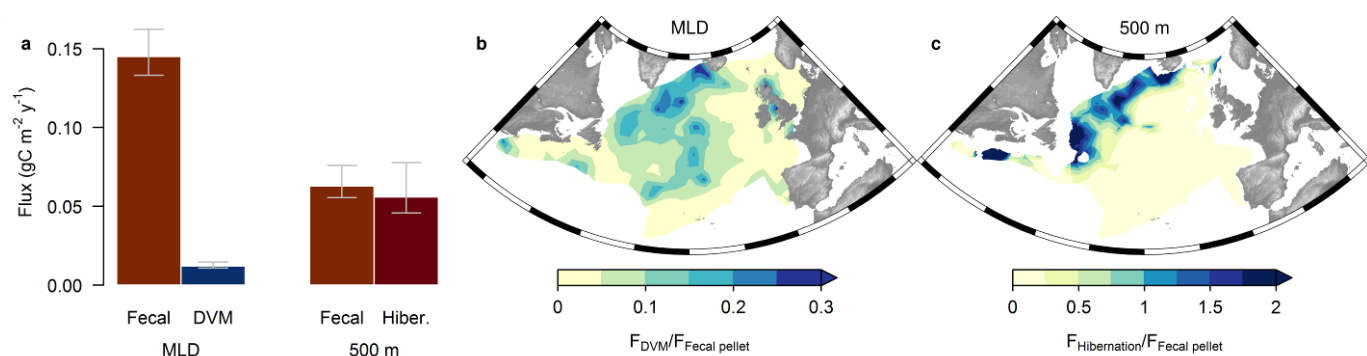 a
Flux (gC m⁻² y⁻¹)
0.15
0.10
0.05
0.00
Fecal DVM Fecal Hiber.
MLD 500 m
b
MLD
0 0.1 0.2 0.3
F_DVM/F_Fecal pellet
c
500 m
0 0.5 1 1.5 2
F_Hibernation/F_Fecal pellet